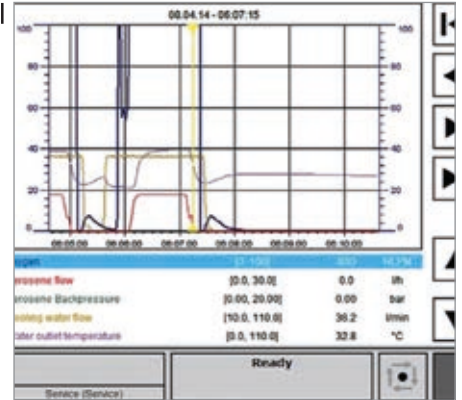 08.04.14 - 06:07:15
100 100
80 80
60 60
40 40
20 20
0 0
06:05:00 06:06:00 06:07:00 06:08:00 06:09:00 06:10:00
erosene flow [0.0, 30.0] 0.0 l/h
erosene Backpressure [0.00, 20.00] 0.00 bar
ooling water flow [10.0, 110.0] 36.2 l/min
ater outlet temperature [0.0, 110.0] 32.8 °C
Ready
Service (Service)